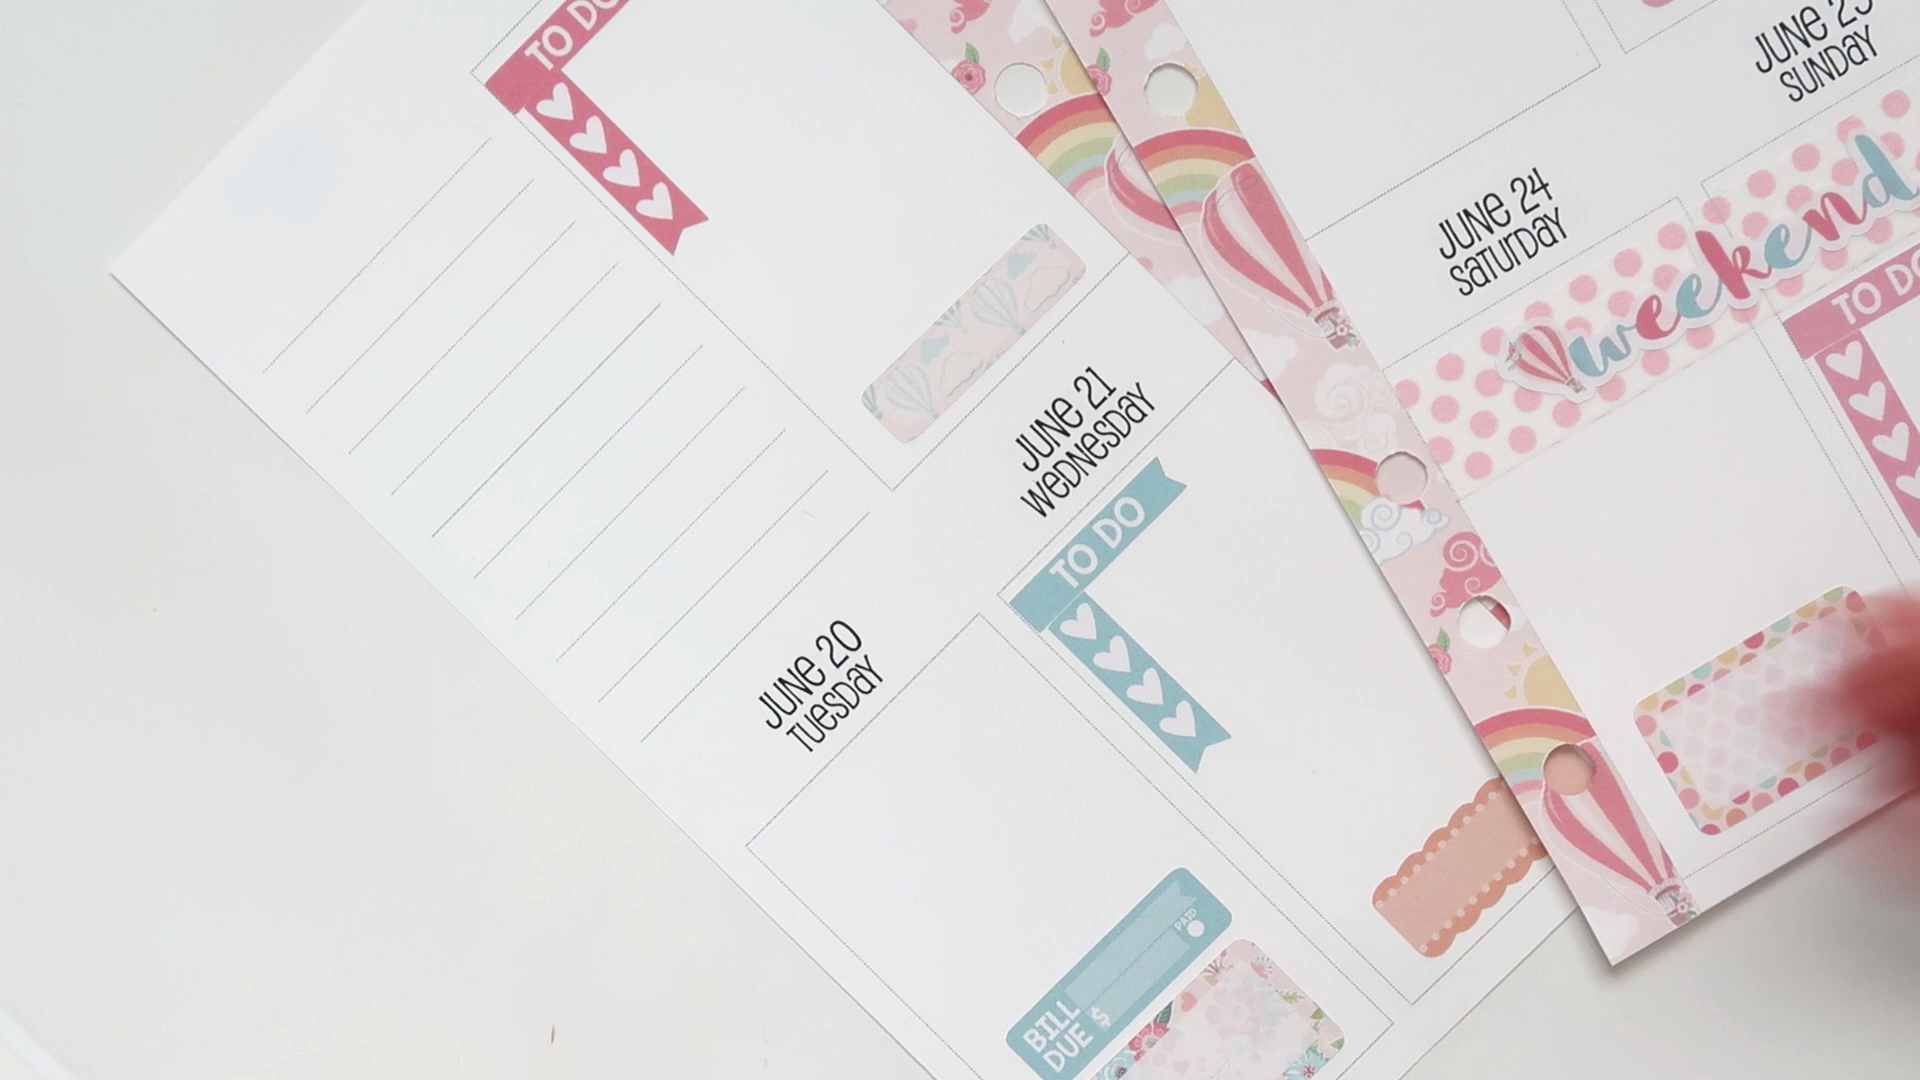 TO DO
JUNE 21
WEDNESDAY
TO DO
JUNE 20
TUESDAY
BILL
DUE $
PAID
JUNE 25
SUNDAY
JUNE 24
SATURDAY
weekend
TO DO